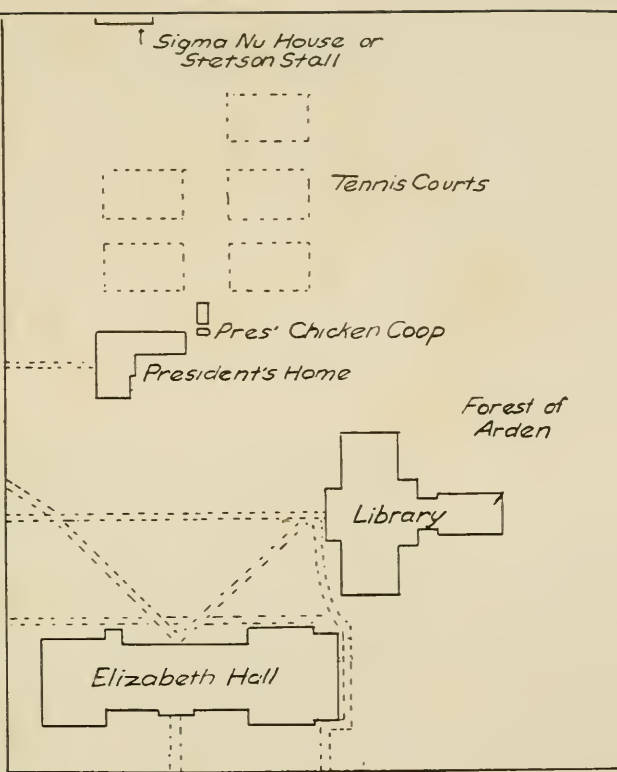 Sigma Nu House or
Stetson Stall
Tennis Courts
Pres' Chicken Coop
President's Home
Forest of
Arden
Library
Elizabeth Hall